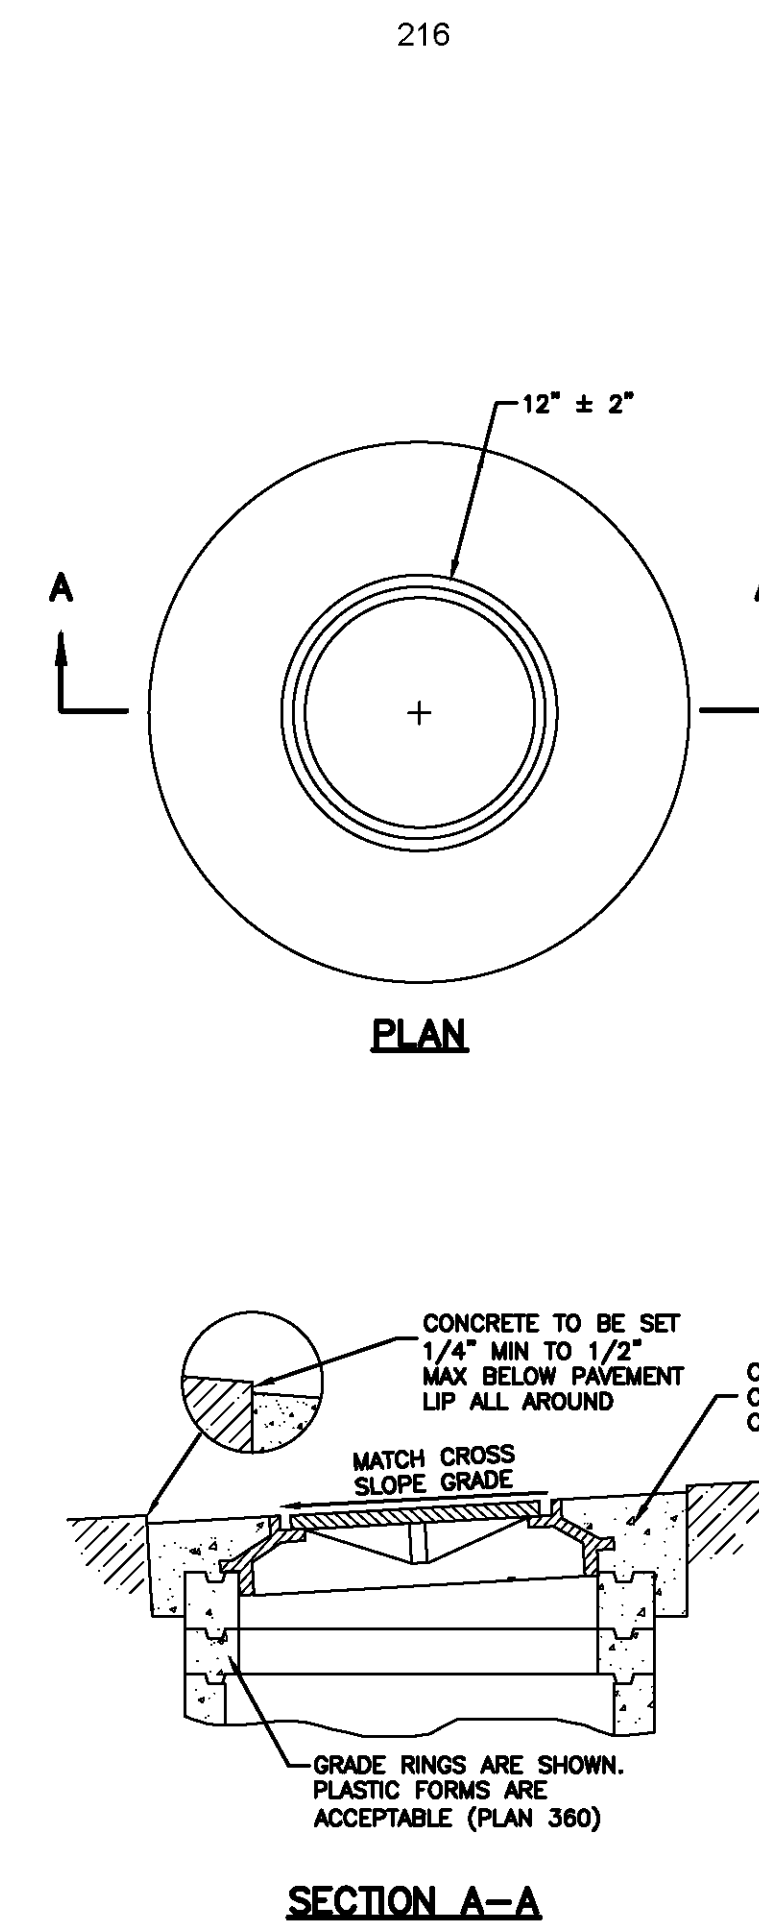 216
12" ± 2"
A
PLAN
CONCRETE TO BE SET
1/4" MIN TO 1/2"
MAX BELOW PAVEMENT
LIP ALL AROUND
MATCH CROSS
SLOPE GRADE
GRADE RINGS ARE SHOWN.
PLASTIC FORMS ARE
ACCEPTABLE (PLAN 360)
SECTION A-A